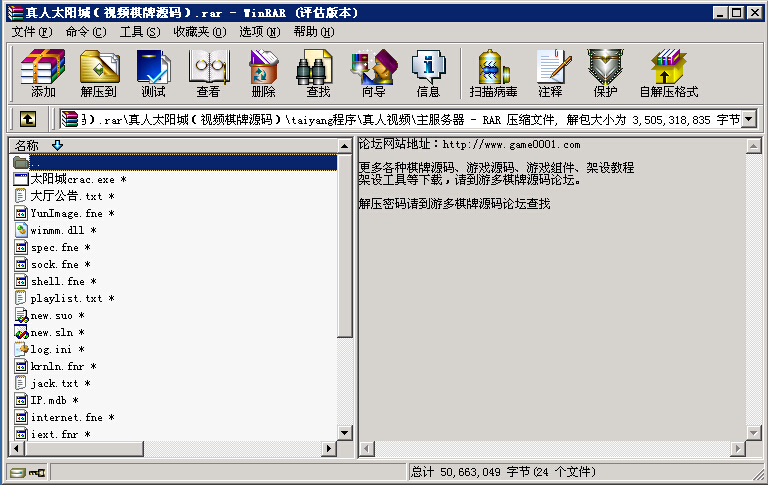 真人太阳城(视频棋牌源码).rar - WinRAR (评估版本)
文件(F) 命令(C) 工具(S) 收藏夹(O) 选项(N) 帮助(H)
添加 解压到 测试 查看 删除 查找 向导 信息 扫描病毒 注释 保护 自解压格式
).rar\真人太阳城(视频棋牌源码)\taiyang程序\真人视频\主服务器 - RAR 压缩文件, 解包大小为 3,505,318,835 字节
名称
..
太阳城crac.exe *
大厅公告.txt *
YunImage.fne *
winmm.dll *
spec.fne *
sock.fne *
shell.fne *
playlist.txt *
new.suo *
new.sln *
log.ini *
krnln.fnr *
jack.txt *
IP.mdb *
internet.fne *
iext.fnr *
论坛网站地址：http://www.game0001.com
更多各种棋牌源码、游戏源码、游戏组件、架设教程
架设工具等下载，请到游多棋牌源码论坛。
解压密码请到游多棋牌源码论坛查找
总计 50,663,049 字节(24 个文件)